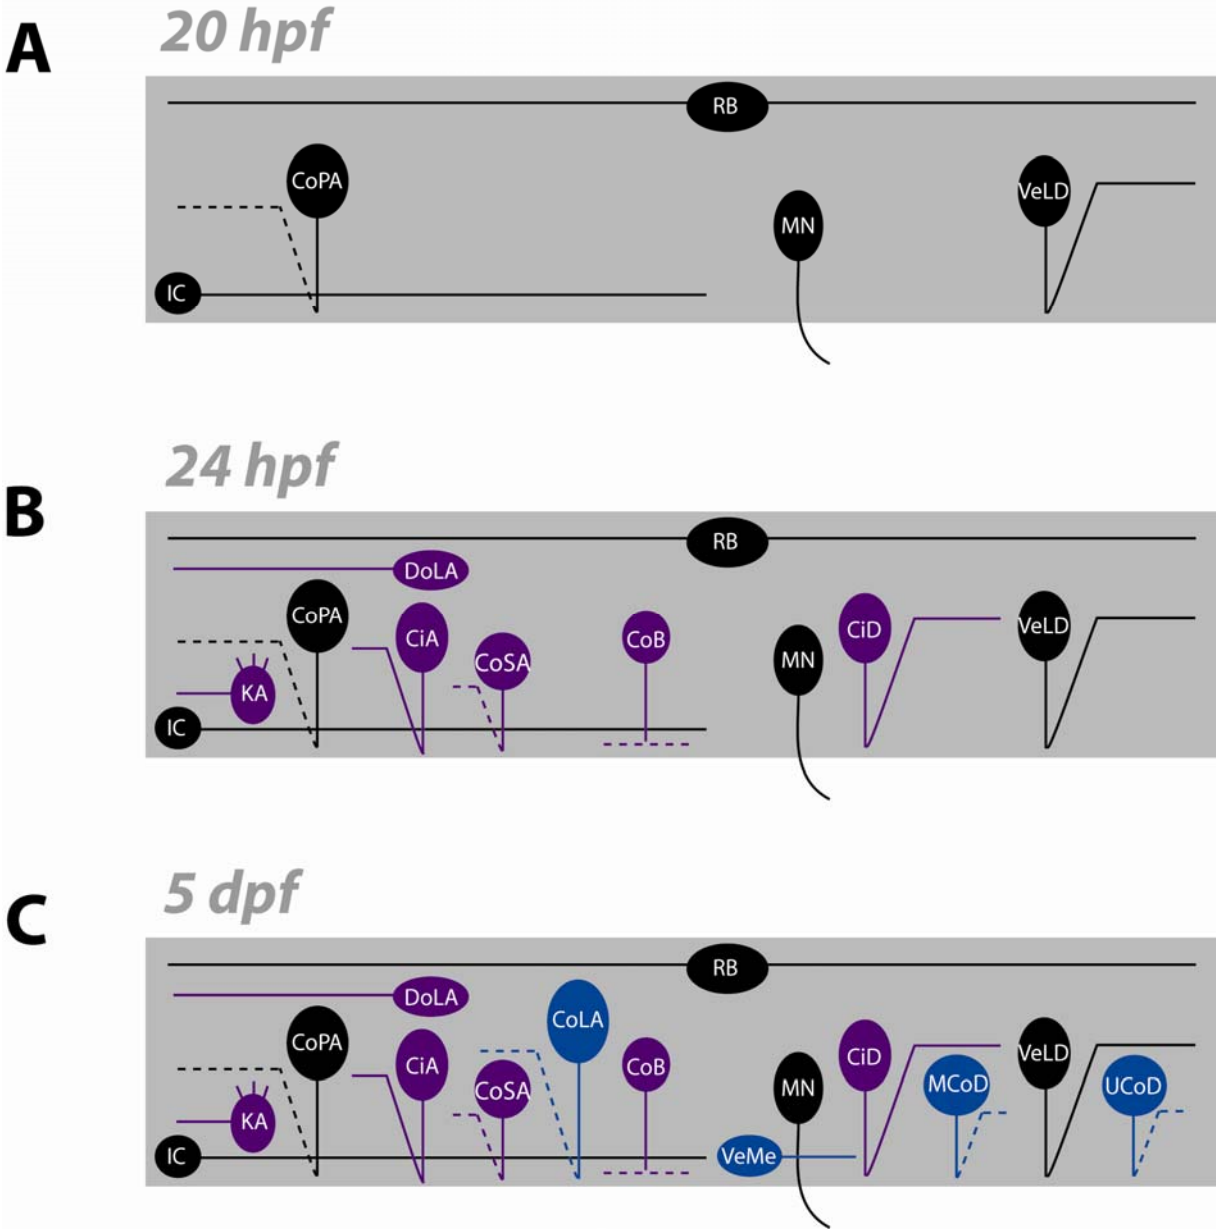 A
20 hpf
RB
CoPA
VeLD
MN
IC
B
24 hpf
RB
DoLA
CoPA
CiA
CoSA
CoB
CiD
VeLD
MN
KA
IC
C
5 dpf
RB
DoLA
CoLA
CoPA
CiA
CoSA
CoB
CiD
VeLD
MCoD
UCoD
MN
KA
IC
VeMe